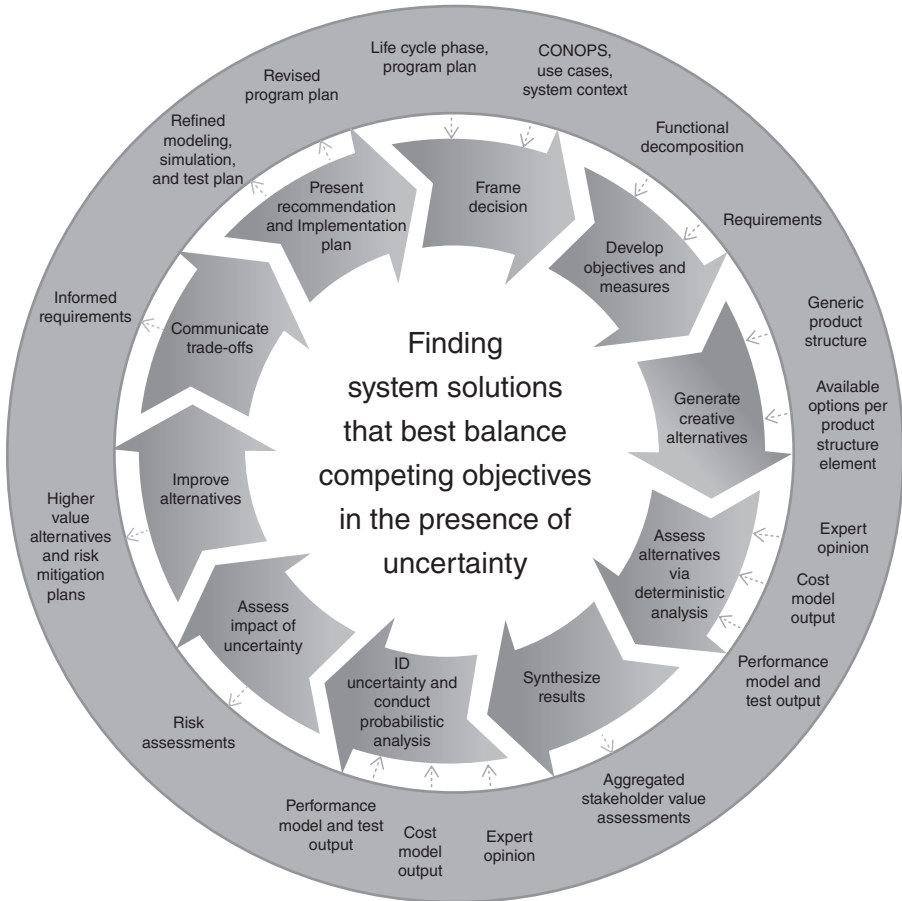 Life cycle phase,
program plan
CONOPS,
use cases,
system context
Functional
decomposition
Requirements
Generic
product
structure
Available
options per
product
structure
element
Expert
opinion
Cost
model
output
Performance
model and
test output
Aggregated
stakeholder value
assessments
Expert
opinion
Cost
model
output
Performance
model and test
output
Risk
assessments
Higher
value
alternatives
and risk
mitigation
plans
Informed
requirements
Refined
modeling,
simulation,
and test plan
Revised
program plan
Frame
decision
Develop
objectives and
measures
Generate
creative
alternatives
Assess
alternatives
via
deterministic
analysis
Synthesize
results
ID
uncertainty and
conduct
probabilistic
analysis
Assess
impact of
uncertainty
Improve
alternatives
Communicate
trade-offs
Present
recommendation
and Implementation
plan
Finding
system solutions
that best balance
competing objectives
in the presence of
uncertainty